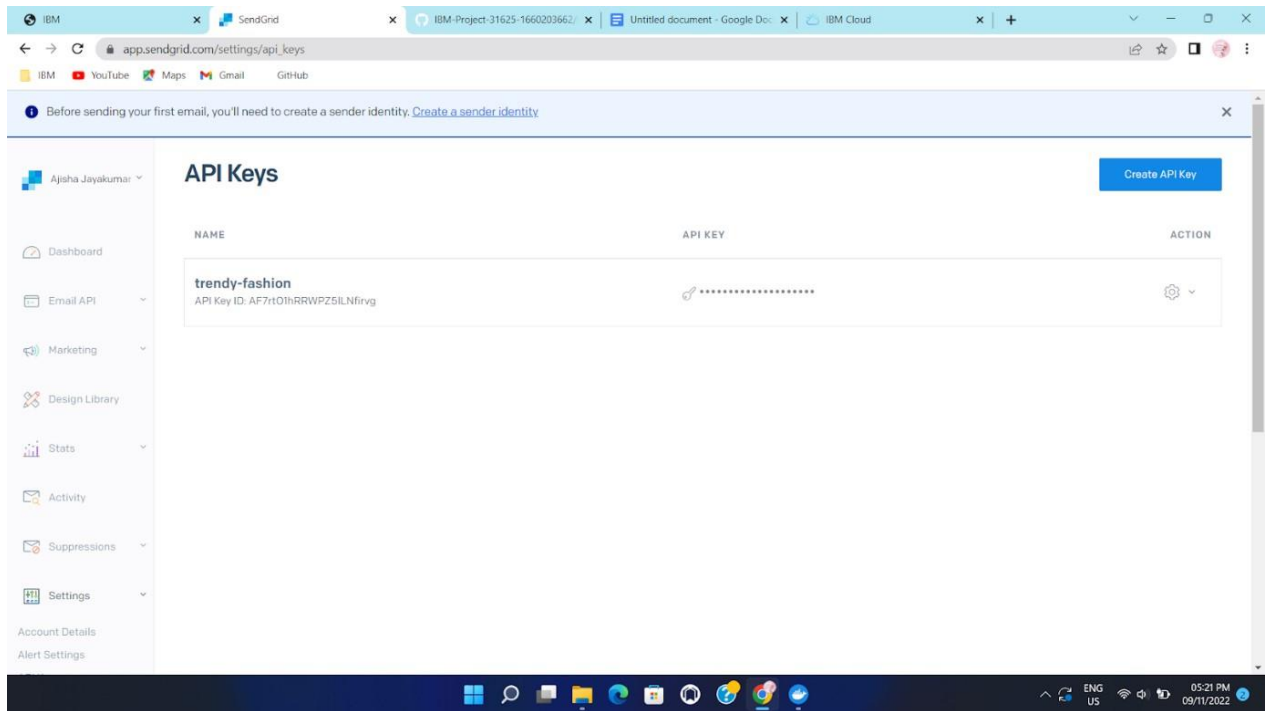 IBM
SendGrid
IBM-Project-31625-1660203662/
Untitled document - Google Doc
IBM Cloud
app.sendgrid.com/settings/api_keys
IBM YouTube Maps Gmail GitHub
Before sending your first email, you'll need to create a sender identity. Create a sender identity
Ajisha Jayakumar
API Keys
Create API Key
NAME API KEY ACTION
trendy-fashion
API Key ID: AF7rtO1hRRWPZ5ILNfirvg
••••••••••••••••••••
Dashboard
Email API
Marketing
Design Library
Stats
Activity
Suppressions
Settings
Account Details
Alert Settings
ENG
US
05:21 PM
09/11/2022
2